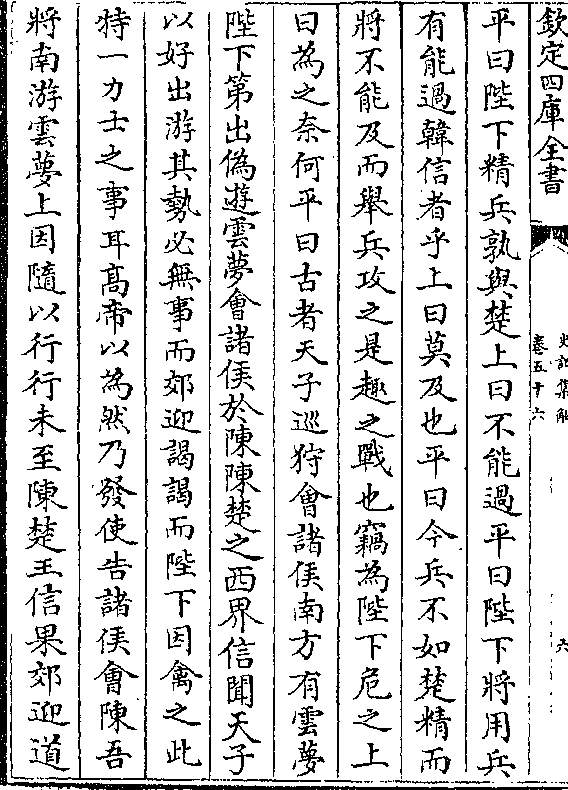 欽定四庫全書
史記集解
卷五十六
六
平曰陛下精兵孰與楚上曰不能過平曰陛下將用兵
有能過韓信者乎上曰莫及也平曰今兵不如楚精而
將不能及而舉兵攻之是趣之戰也竊為陛下危之上
曰為之奈何平曰古者天子巡狩會諸侯南方有雲夢
陛下第出偽遊雲夢會諸侯於陳陳楚之西界信聞天子
以好出游其勢必無事而郊迎謁謁而陛下因禽之此
特一力士之事耳高帝以為然乃發使告諸侯會陳吾
將南游雲夢上因隨以行行未至陳楚王信果郊迎道